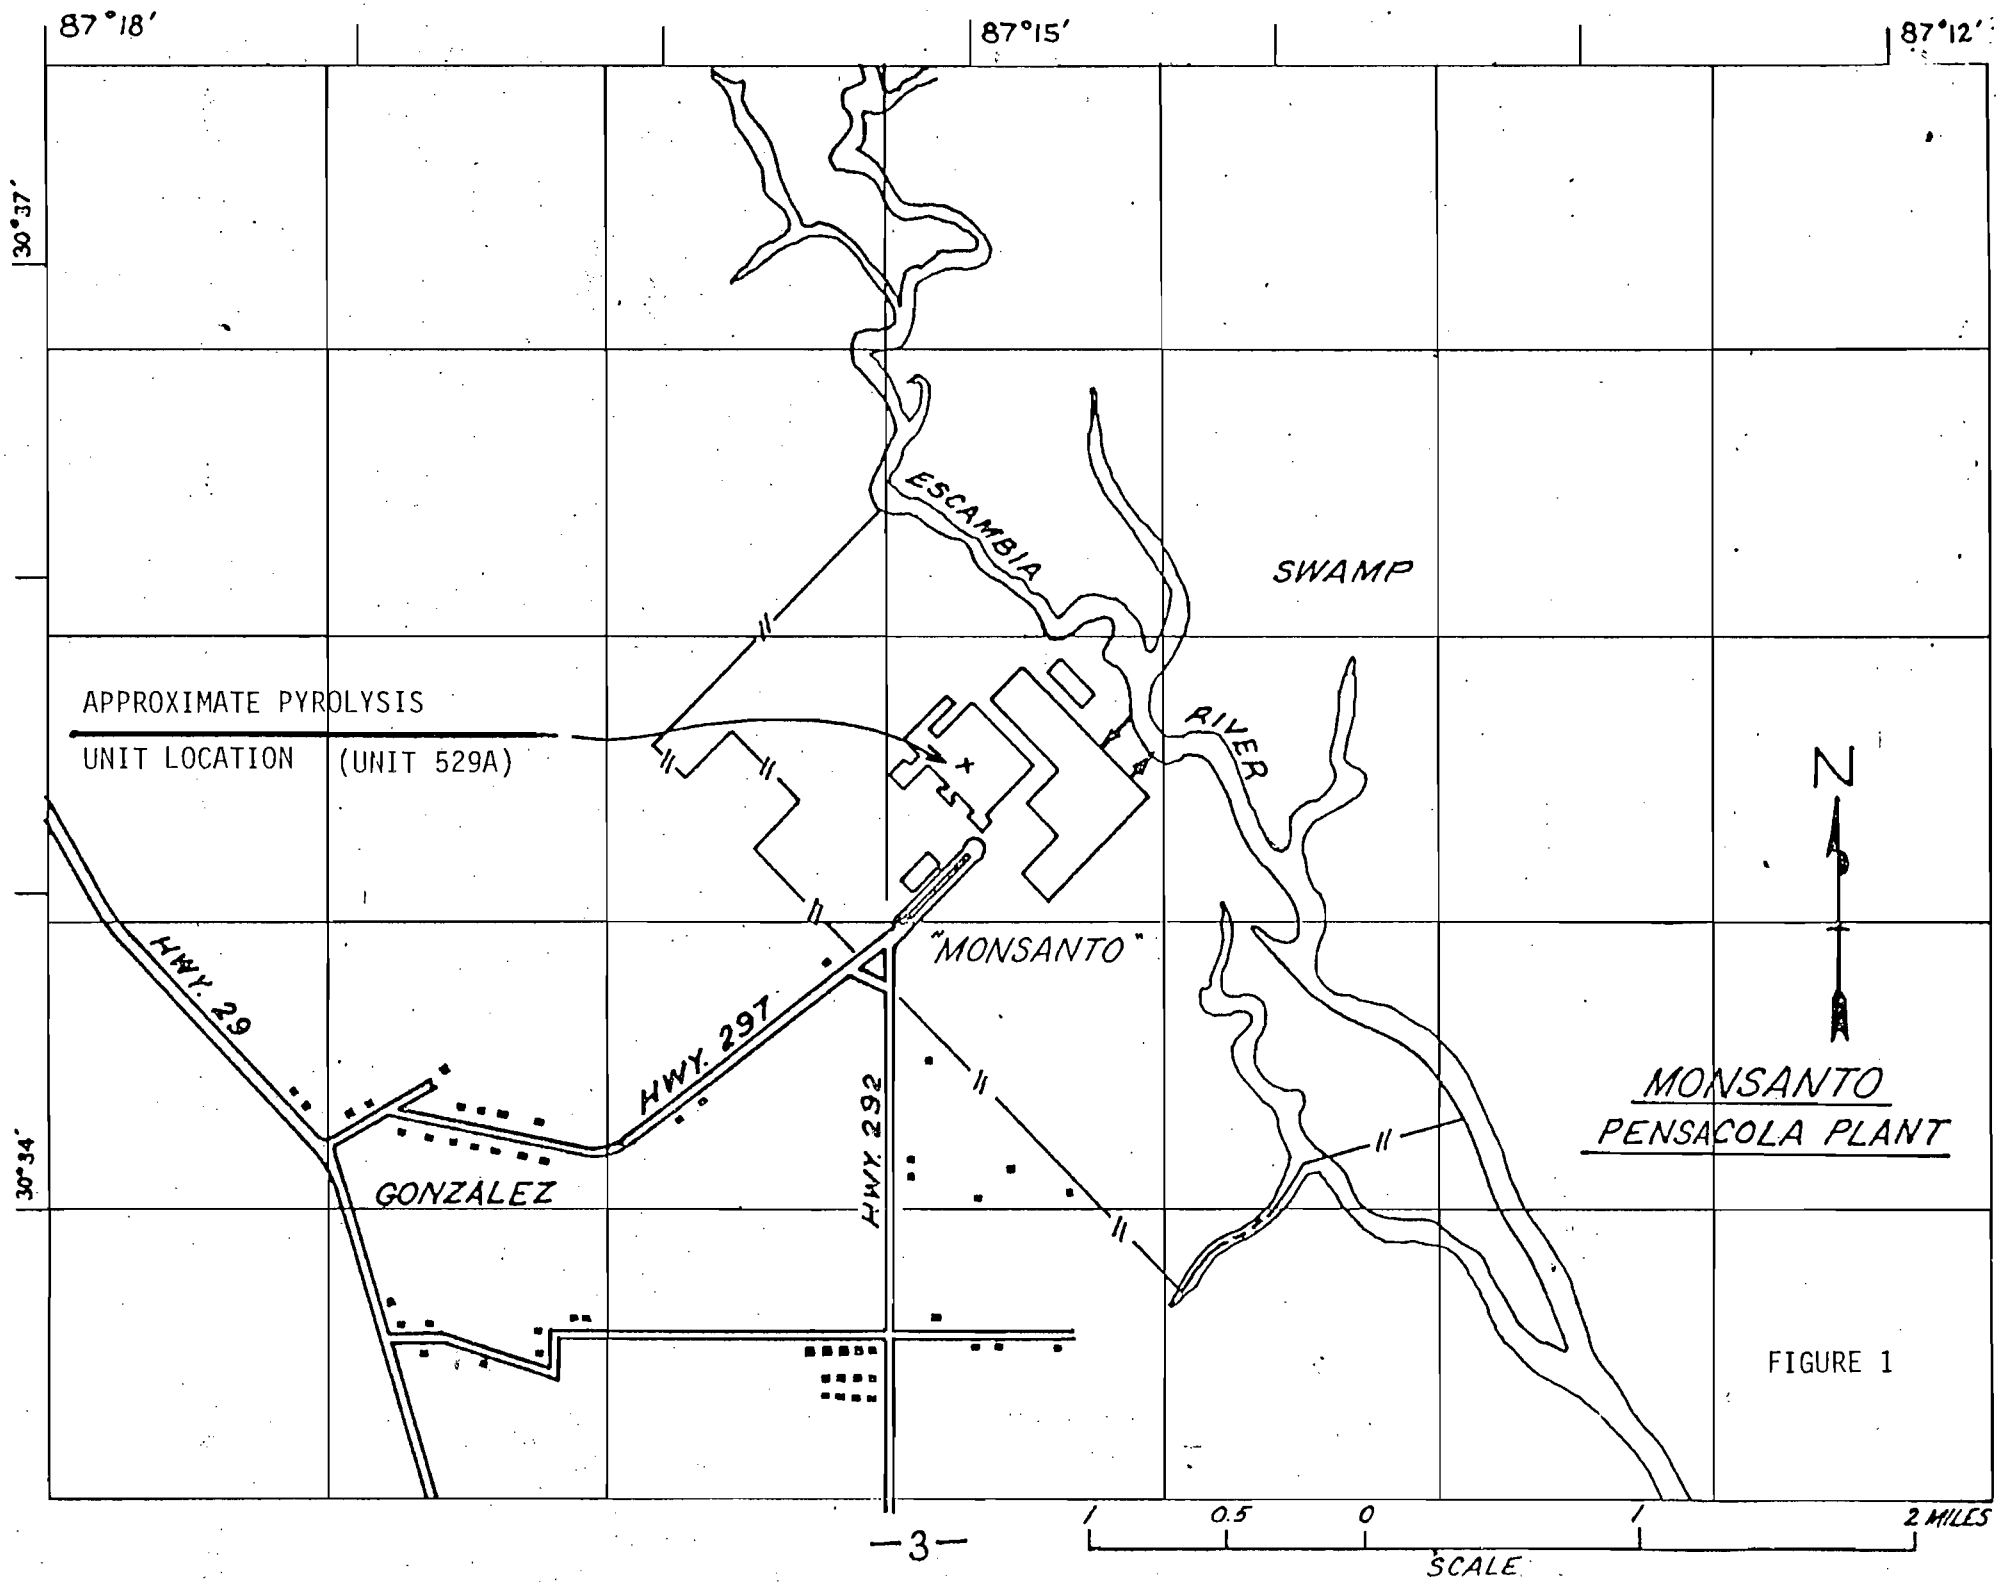 87°18'
87°15'
87°12'
30°37'
ESCAMBIA
SWAMP
APPROXIMATE PYROLYSIS
UNIT LOCATION (UNIT 529A)
RIVER
N
"MONSANTO"
HWY. 29
HWY. 297
HWY. 292
MONSANTO
PENSACOLA PLANT
30°34'
GONZALEZ
FIGURE 1
1 0.5 0 1 2 MILES
SCALE
-3-